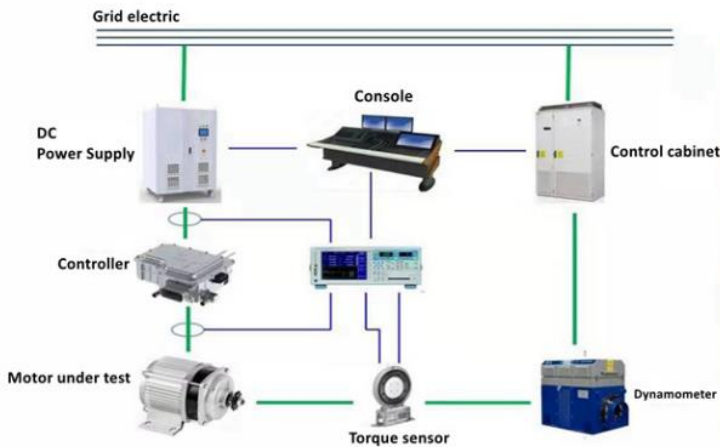 Grid electric
Console
DC
Power Supply
Control cabinet
Controller
Motor under test
Dynamometer
Torque sensor